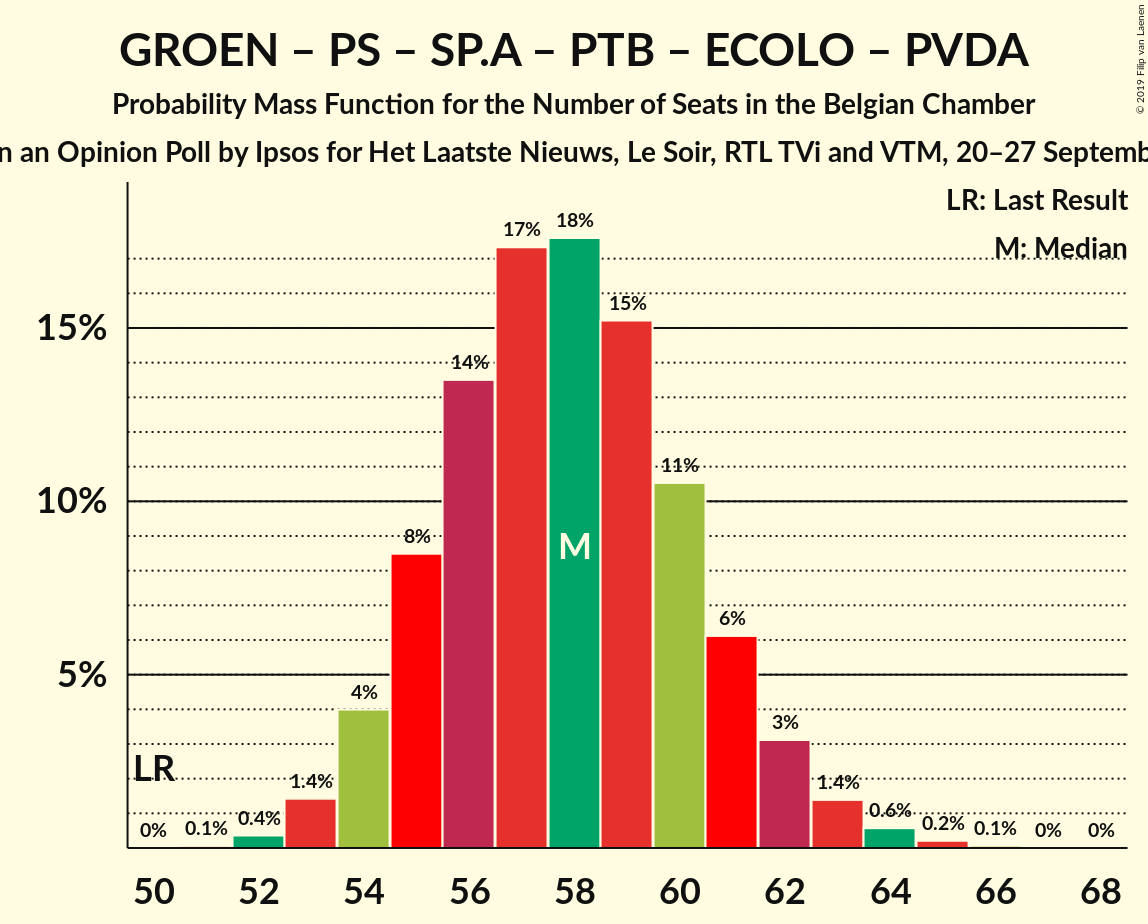 GROEN – PS – SP.A – PTB – ECOLO – PVDA
Probability Mass Function for the Number of Seats in the Belgian Chamber
n an Opinion Poll by Ipsos for Het Laatste Nieuws, Le Soir, RTL TVi and VTM, 20–27 Septemb
© 2019 Filip van Laenen
LR: Last Result
M: Median
18%
17%
15%
15%
14%
11%
10%
8%
M
6%
5%
4%
3%
LR
1.4%
1.4%
0.6%
0.4%
0.2%
0% 0.1% 0.1% 0% 0%
50 52 54 56 58 60 62 64 66 68